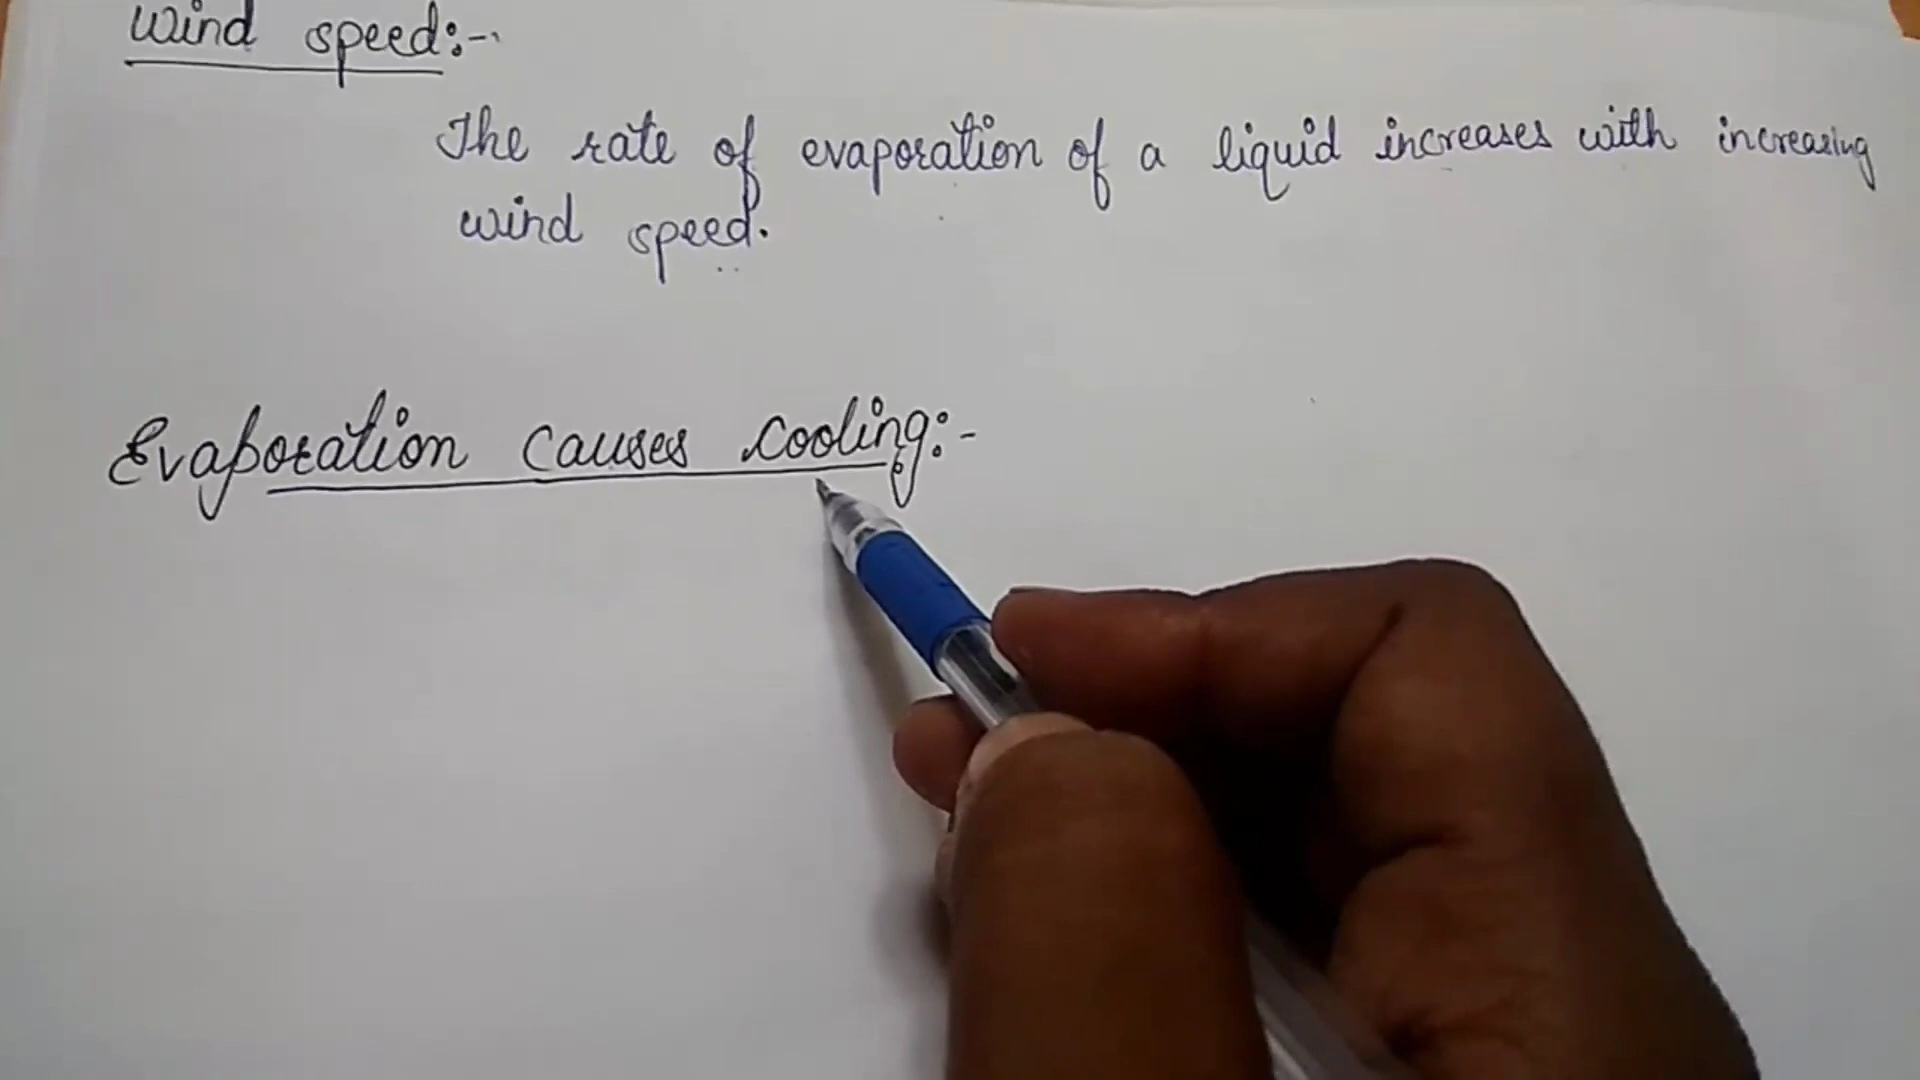 wind speed:-
The rate of evaporation of a liquid increases with increasing
wind speed.
Evaporation causes cooling:-